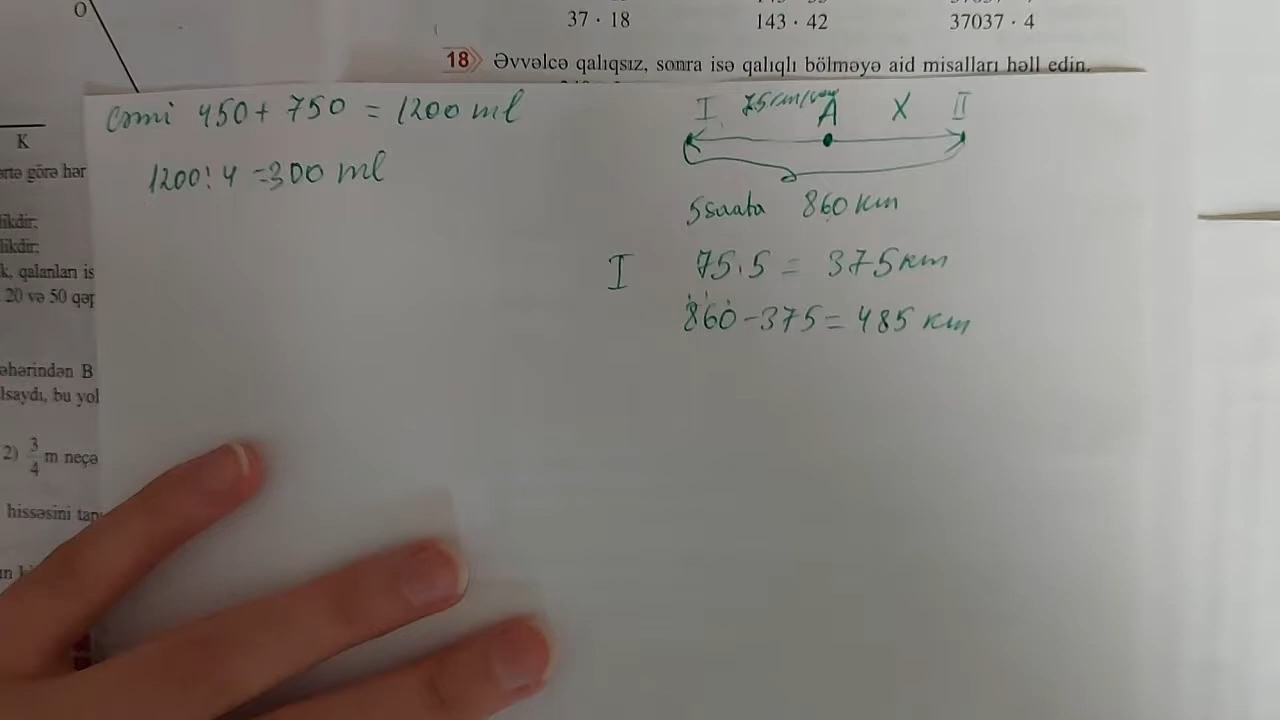 O
37 · 18 143 · 42 37037 · 4
18 Əvvəlcə qalıqsız, sonra isə qalıqlı bölməyə aid misalları həll edin.
K
ərtə görə hər
likdir;
likdir;
k, qalanları is
20 və 50 qəp
əhərindən B
lsaydı, bu yol
2) 3/4 m neçə
hissəsini tap
Cəmi 450 + 750 = 1200 ml
1200 : 4 = 300 ml
I A X II
5 saata 860 km
I 75 · 5 = 375 km
860 - 375 = 485 km